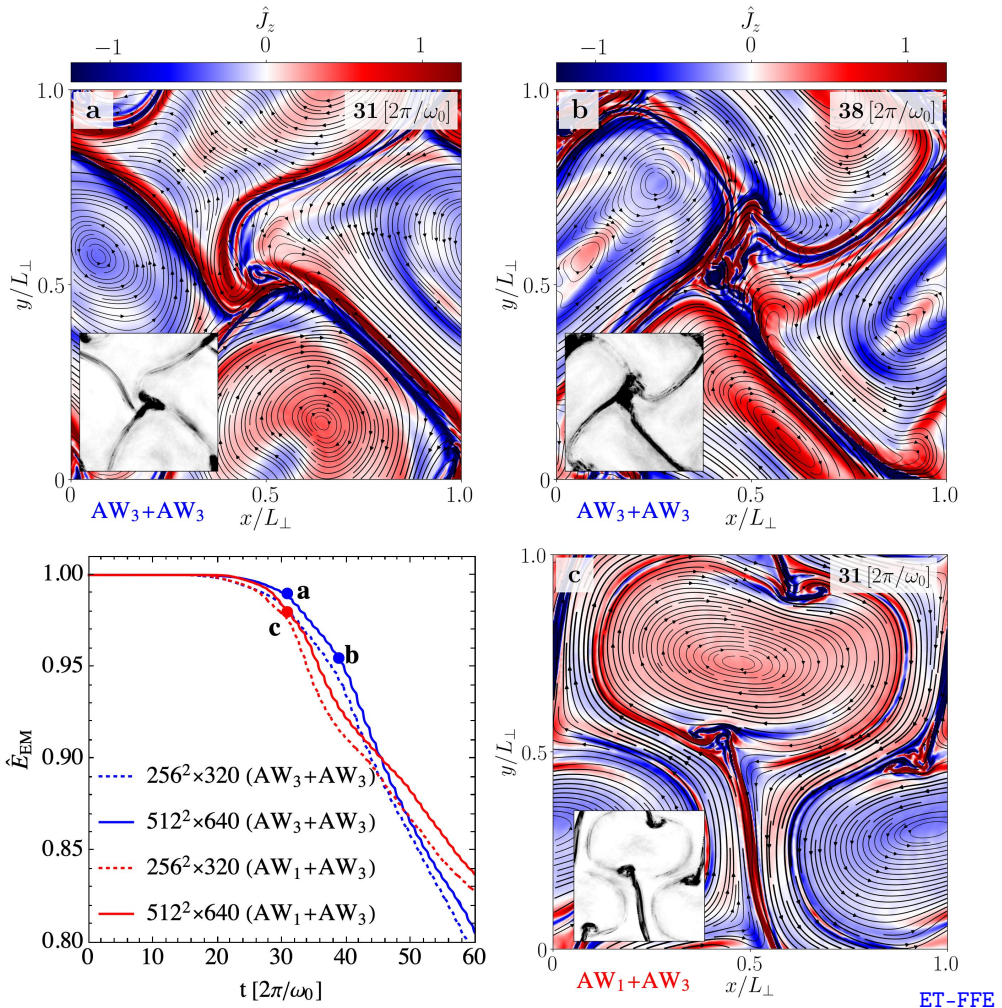 Ĵ_z
−1 0 1
Ĵ_z
−1 0 1
a
31 [2π/ω₀]
1.0
0.5
0
y/L⊥
0 0.5 1.0
x/L⊥
AW₃+AW₃
b
38 [2π/ω₀]
1.0
0.5
0
y/L⊥
0 0.5 1.0
x/L⊥
AW₃+AW₃
1.00
0.95
0.90
0.85
0.80
Ê_EM
a
c
b
256²×320 (AW₃+AW₃)
512²×640 (AW₃+AW₃)
256²×320 (AW₁+AW₃)
512²×640 (AW₁+AW₃)
0 10 20 30 40 50 60
t [2π/ω₀]
c
31 [2π/ω₀]
1.0
0.5
0
y/L⊥
0 0.5 1.0
x/L⊥
AW₁+AW₃
ET-FFE